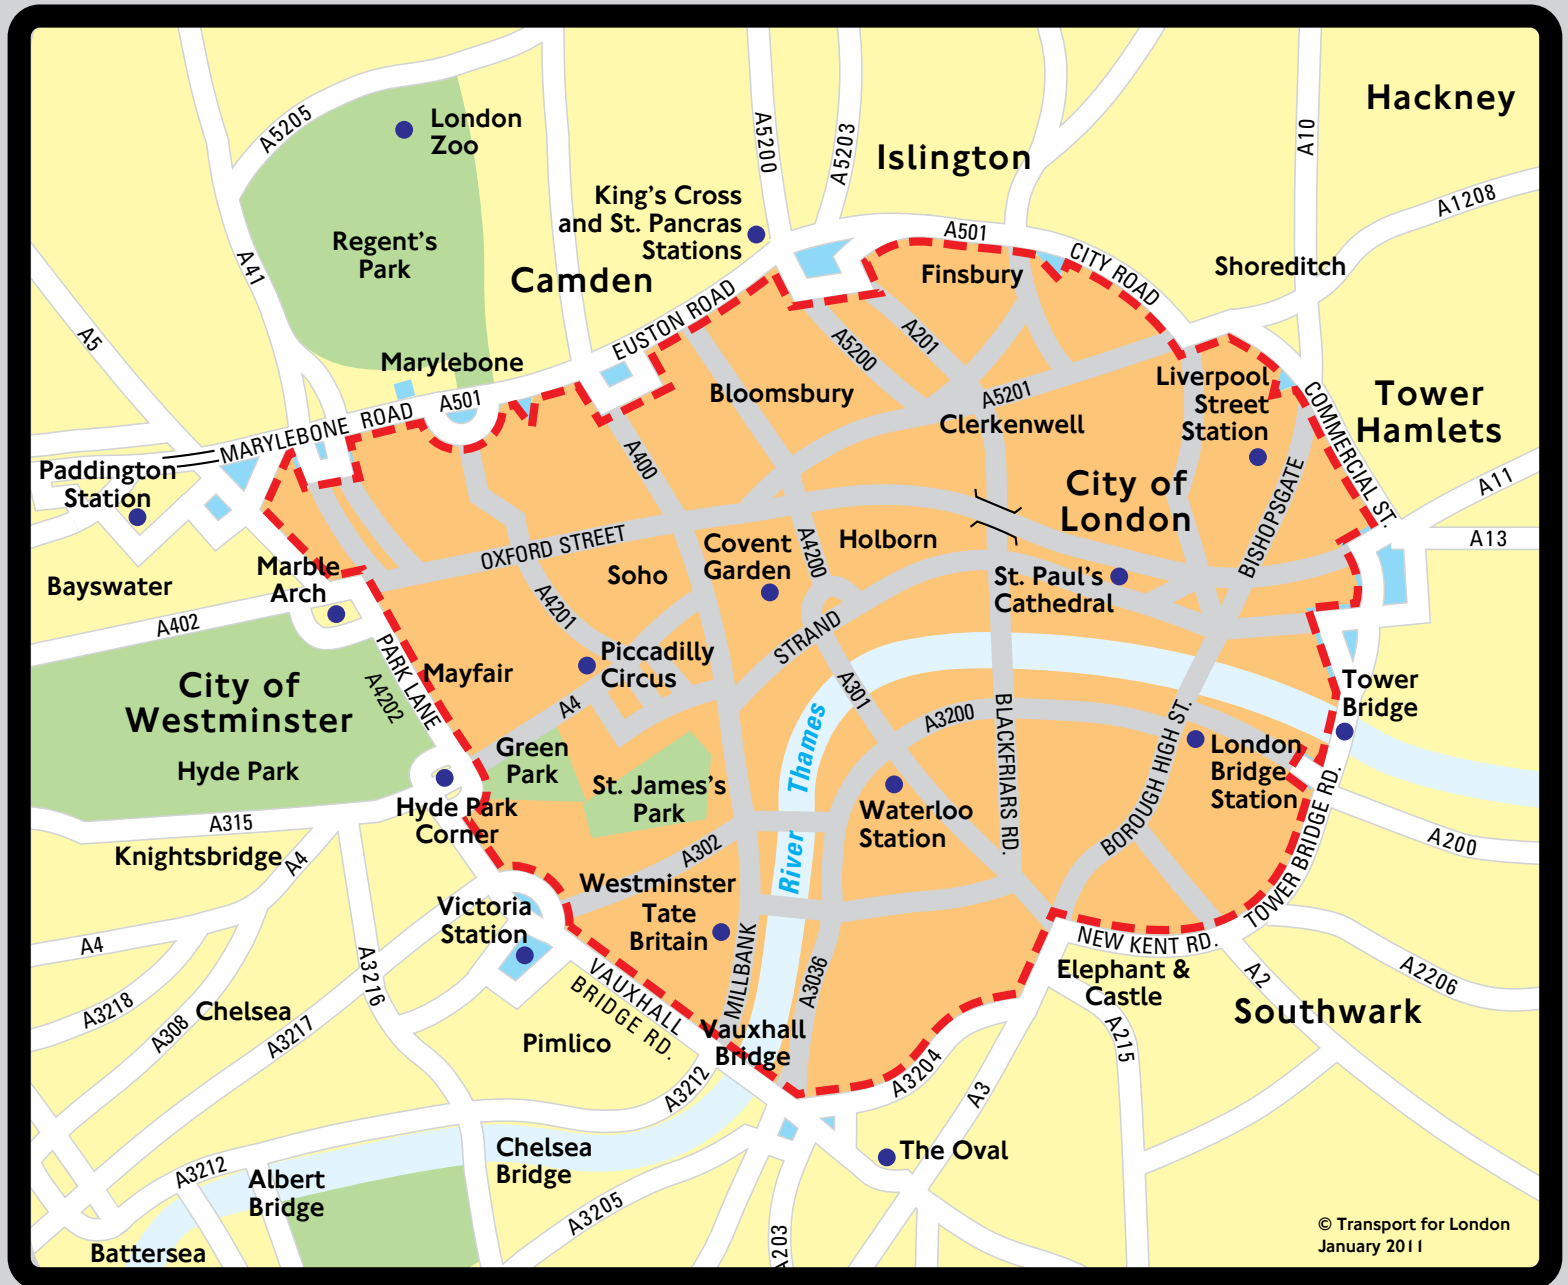 Hackney
London
Zoo
A5205
A5200
A5203
A10
Islington
A1208
King's Cross
and St. Pancras
Stations
Regent's
Park
A41
Camden
A501
CITY ROAD
Finsbury
Shoreditch
A5
EUSTON ROAD
A5200
A201
Marylebone
Bloomsbury
A5201
Clerkenwell
Liverpool
Street
Station
COMMERCIAL ST.
Tower
Hamlets
MARYLEBONE ROAD
A501
A400
Paddington
Station
City of
London
BISHOPSGATE
A11
A13
OXFORD STREET
Covent
Garden
A4200
Holborn
Soho
Marble
Arch
Bayswater
A402
A4201
St. Paul's
Cathedral
STRAND
PARK LANE
A4202
Mayfair
Piccadilly
Circus
A4
City of
Westminster
Hyde Park
A301
A3200
BLACKFRIARS RD.
BOROUGH HIGH ST.
Tower
Bridge
London
Bridge
Station
Green
Park
St. James's
Park
River Thames
Hyde Park
Corner
Waterloo
Station
A315
Knightsbridge
A4
A302
TOWER BRIDGE RD.
A200
Westminster
Tate
Britain
Victoria
Station
A4
A3216
MILLBANK
A3036
NEW KENT RD.
Elephant &
Castle
A2
A2206
Southwark
VAUXHALL
BRIDGE RD.
A3218
A308
Chelsea
A3217
Pimlico
Vauxhall
Bridge
A3212
A3204
A3
A215
The Oval
Chelsea
Bridge
A3212
Albert
Bridge
A3205
A203
Battersea
© Transport for London
January 2011